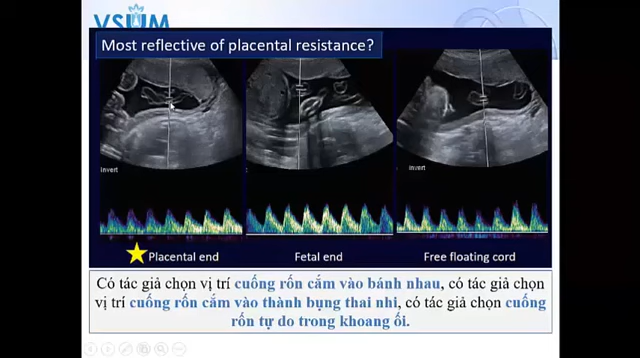 VSUM
Most reflective of placental resistance?
Invert
Invert
Placental end
Fetal end
Free floating cord
Có tác giả chọn vị trí cuống rốn cắm vào bánh nhau, có tác giả chọn
vị trí cuống rốn cắm vào thành bụng thai nhi, có tác giả chọn cuống
rốn tự do trong khoang ối.